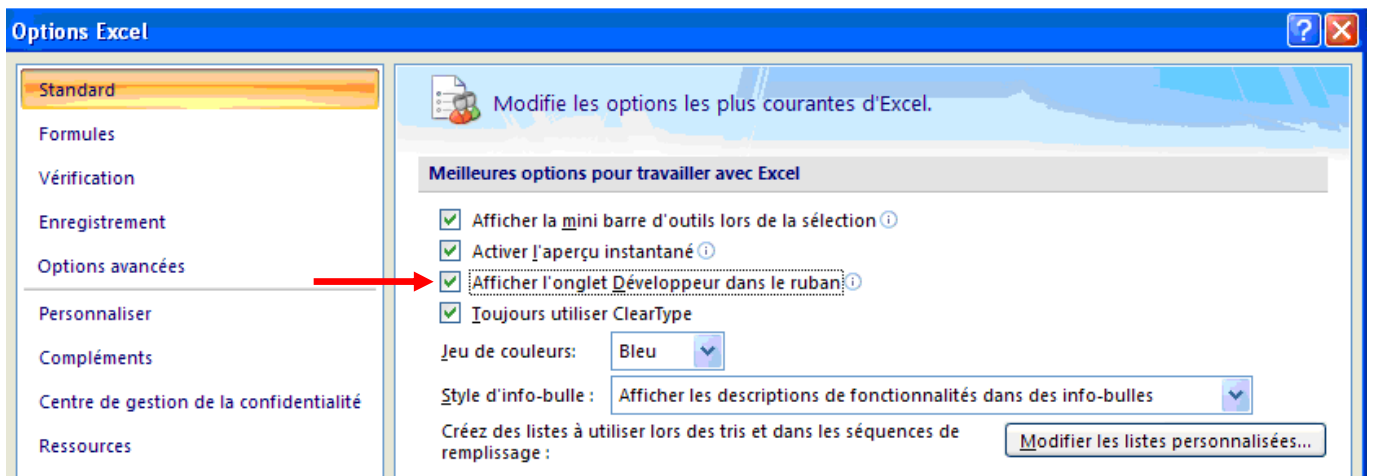 Options Excel
Standard
Formules
Vérification
Enregistrement
Options avancées
Personnaliser
Compléments
Centre de gestion de la confidentialité
Ressources
Modifie les options les plus courantes d'Excel.
Meilleures options pour travailler avec Excel
Afficher la mini barre d'outils lors de la sélection
Activer l'aperçu instantané
Afficher l'onglet Développeur dans le ruban
Toujours utiliser ClearType
Jeu de couleurs: Bleu
Style d'info-bulle : Afficher les descriptions de fonctionnalités dans des info-bulles
Créez des listes à utiliser lors des tris et dans les séquences de
remplissage : Modifier les listes personnalisées...